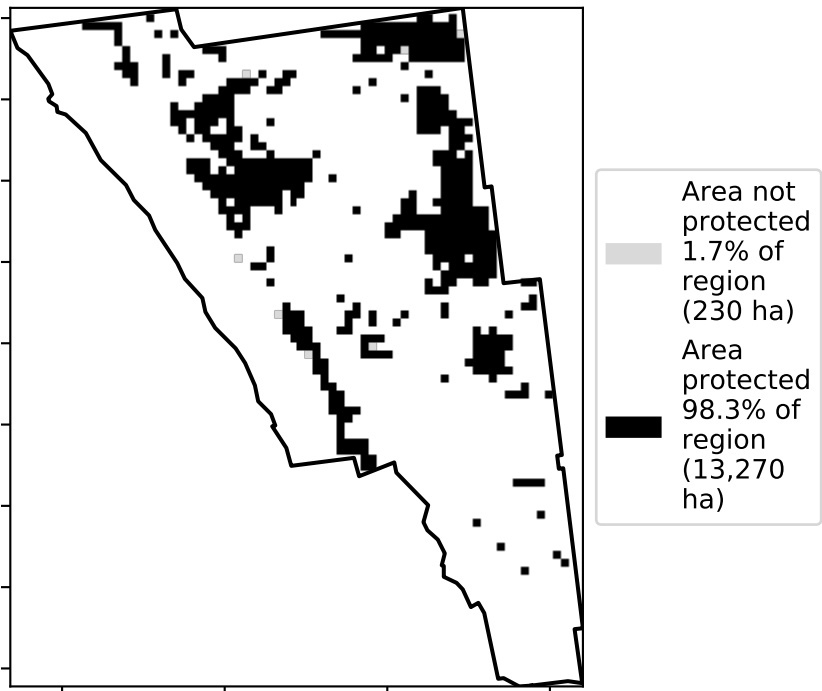 Area not
protected
1.7% of
region
(230 ha)
Area
protected
98.3% of
region
(13,270
ha)